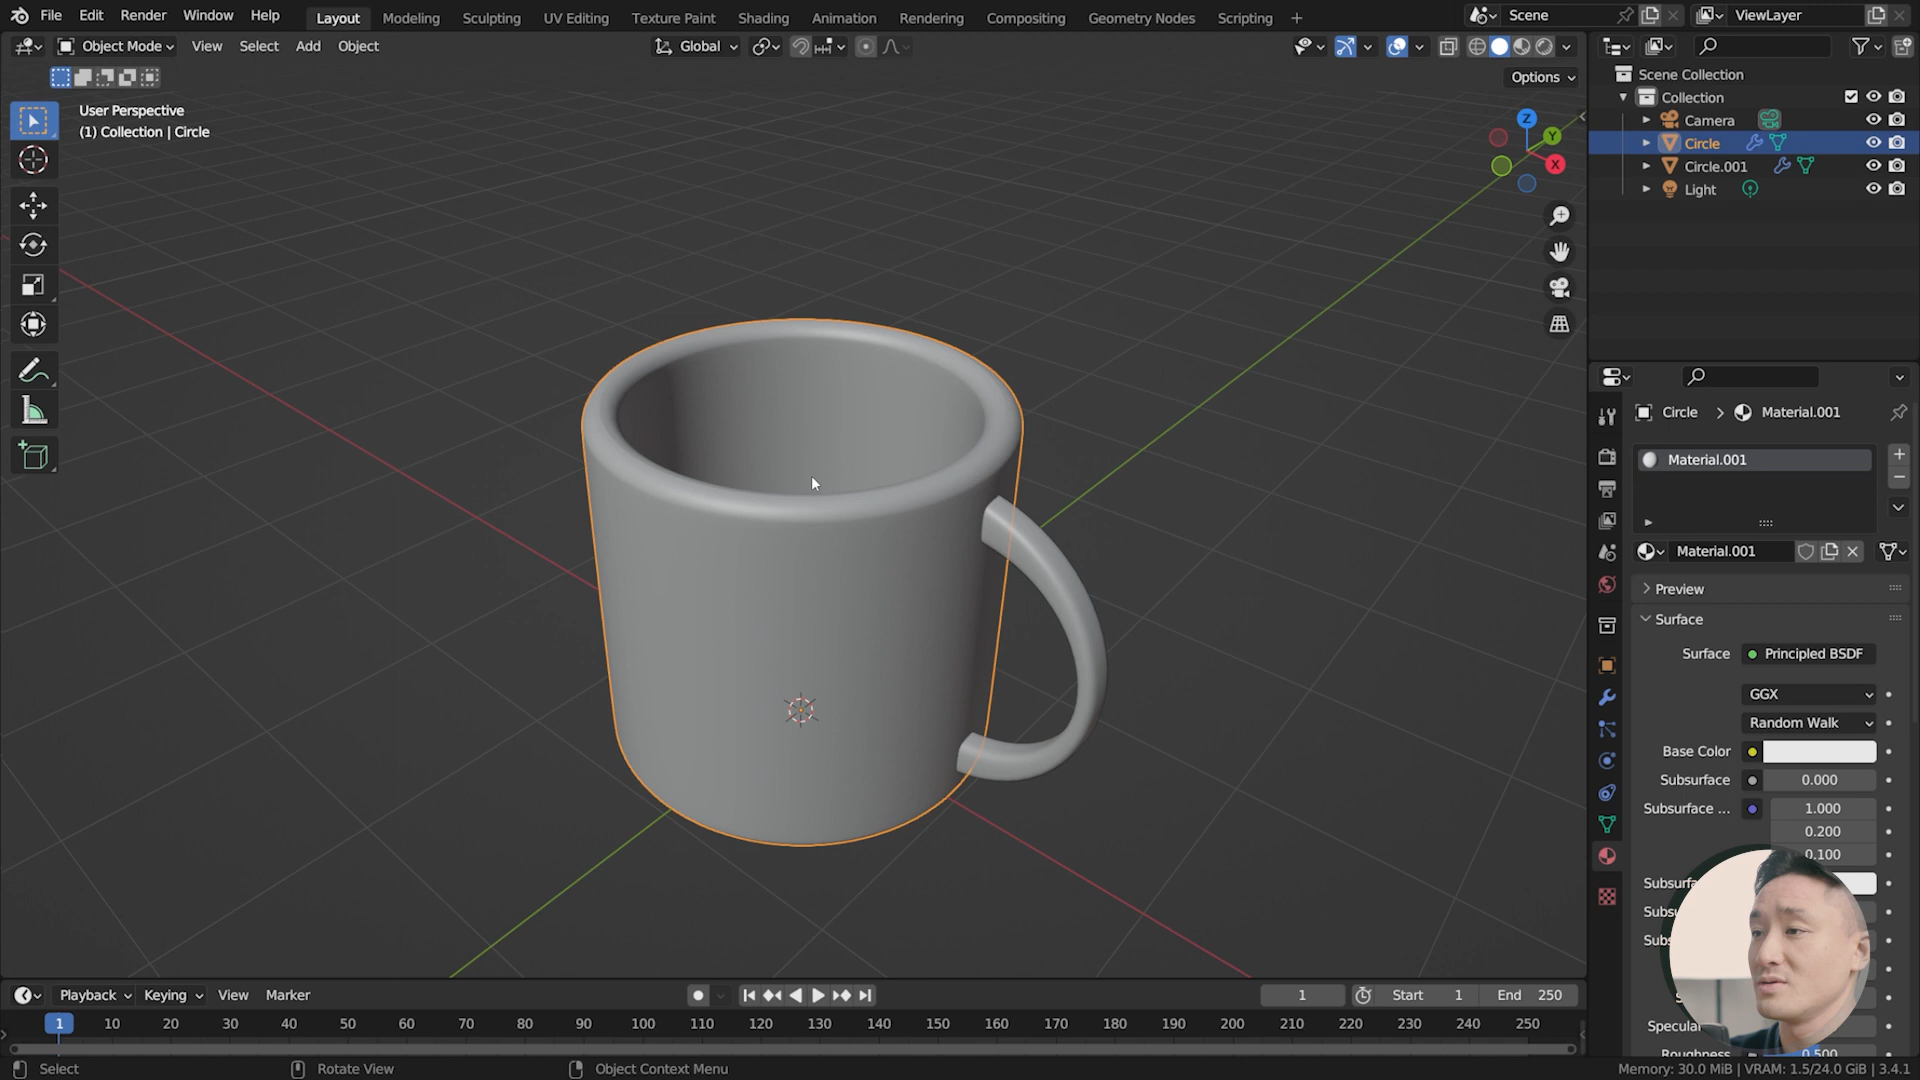 File Edit Render Window Help Layout Modeling Sculpting UV Editing Texture Paint Shading Animation Rendering Compositing Geometry Nodes Scripting + Scene ViewLayer
Object Mode View Select Add Object Global
Options
User Perspective
(1) Collection | Circle
Z
Y
X
Scene Collection
Collection
Camera
Circle
Circle.001
Light
Circle > Material.001
Material.001
Material.001
Preview
Surface
Surface Principled BSDF
GGX
Random Walk
Base Color
Subsurface 0.000
Subsurface ... 1.000
0.200
0.100
Specular
Roughness 0.500
Playback Keying View Marker 1 Start 1 End 250
1 10 20 30 40 50 60 70 80 90 100 110 120 130 140 150 160 170 180 190 200 210 220 230 240 250
Select Rotate View Object Context Menu Memory: 30.0 MiB | VRAM: 1.5/24.0 GiB | 3.4.1